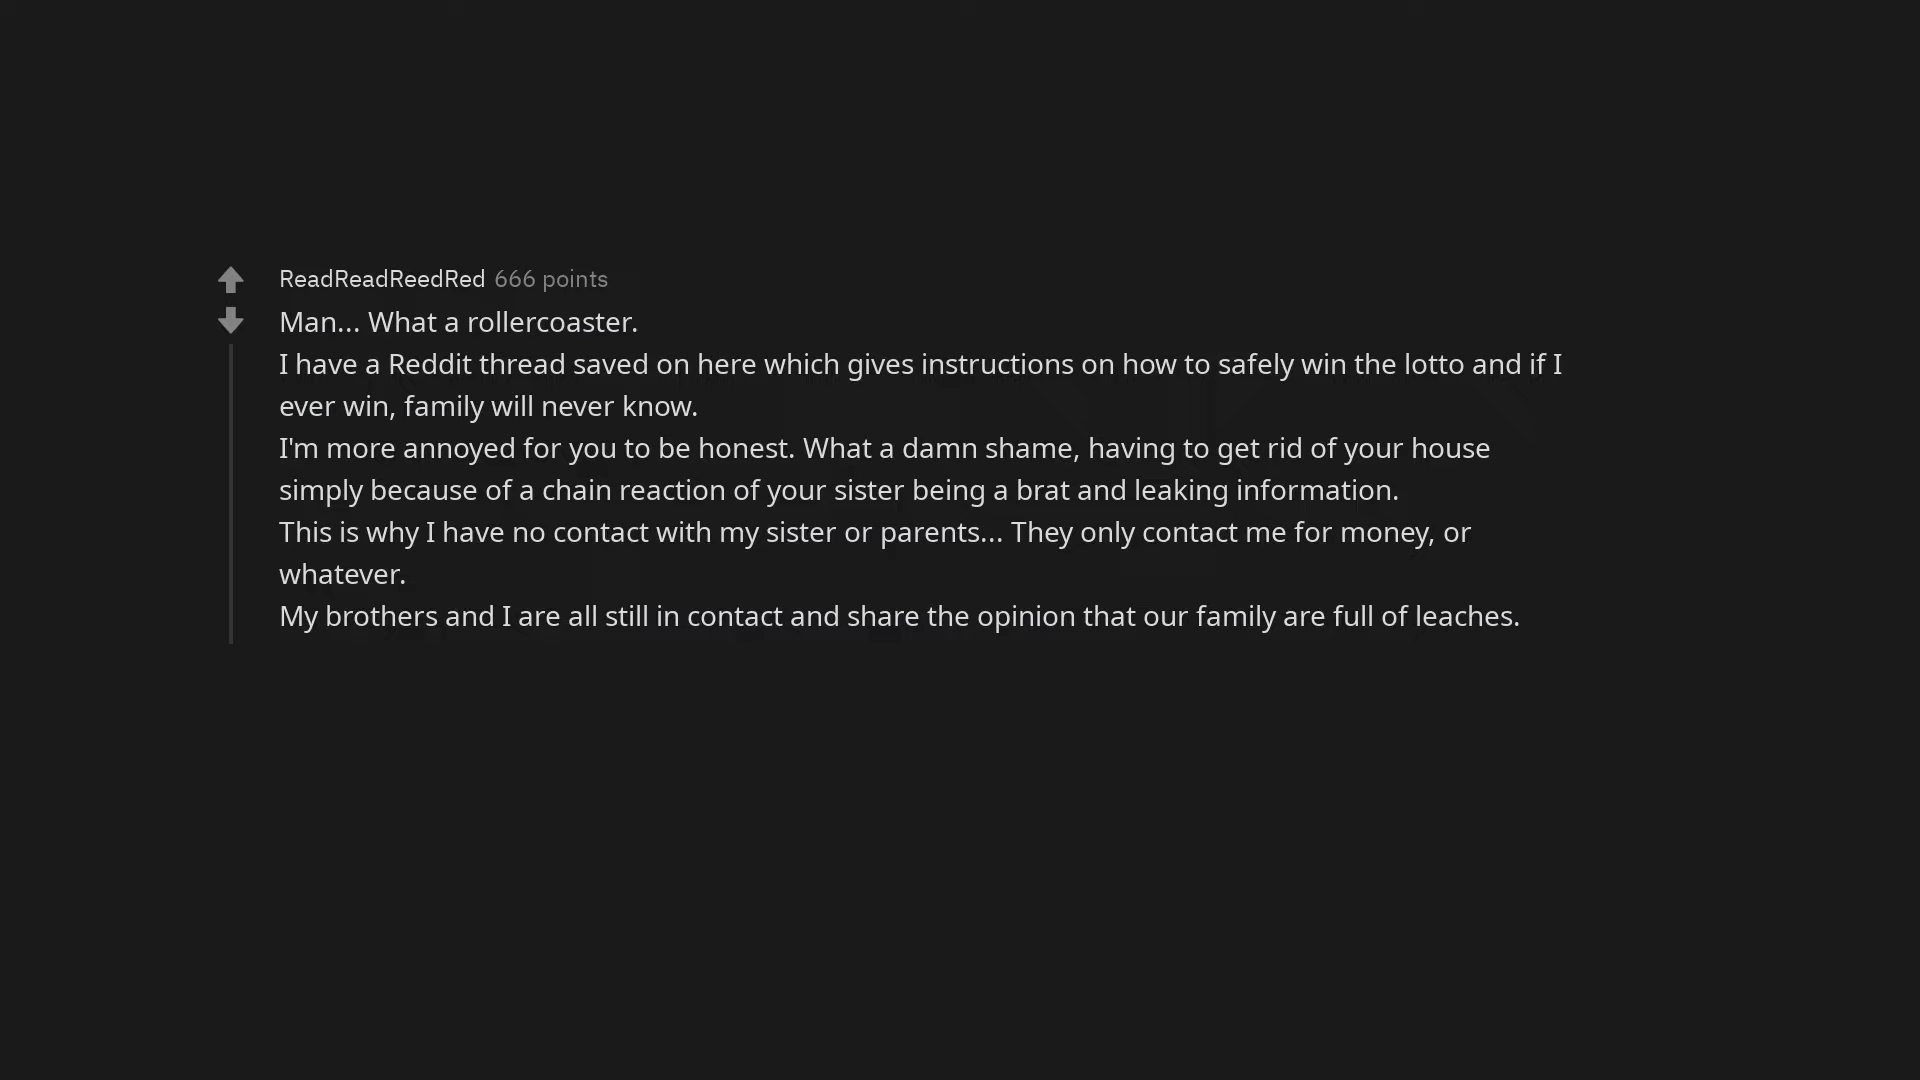 ReadReadReedRed 666 points
Man... What a rollercoaster.
I have a Reddit thread saved on here which gives instructions on how to safely win the lotto and if I
ever win, family will never know.
I'm more annoyed for you to be honest. What a damn shame, having to get rid of your house
simply because of a chain reaction of your sister being a brat and leaking information.
This is why I have no contact with my sister or parents... They only contact me for money, or
whatever.
My brothers and I are all still in contact and share the opinion that our family are full of leaches.